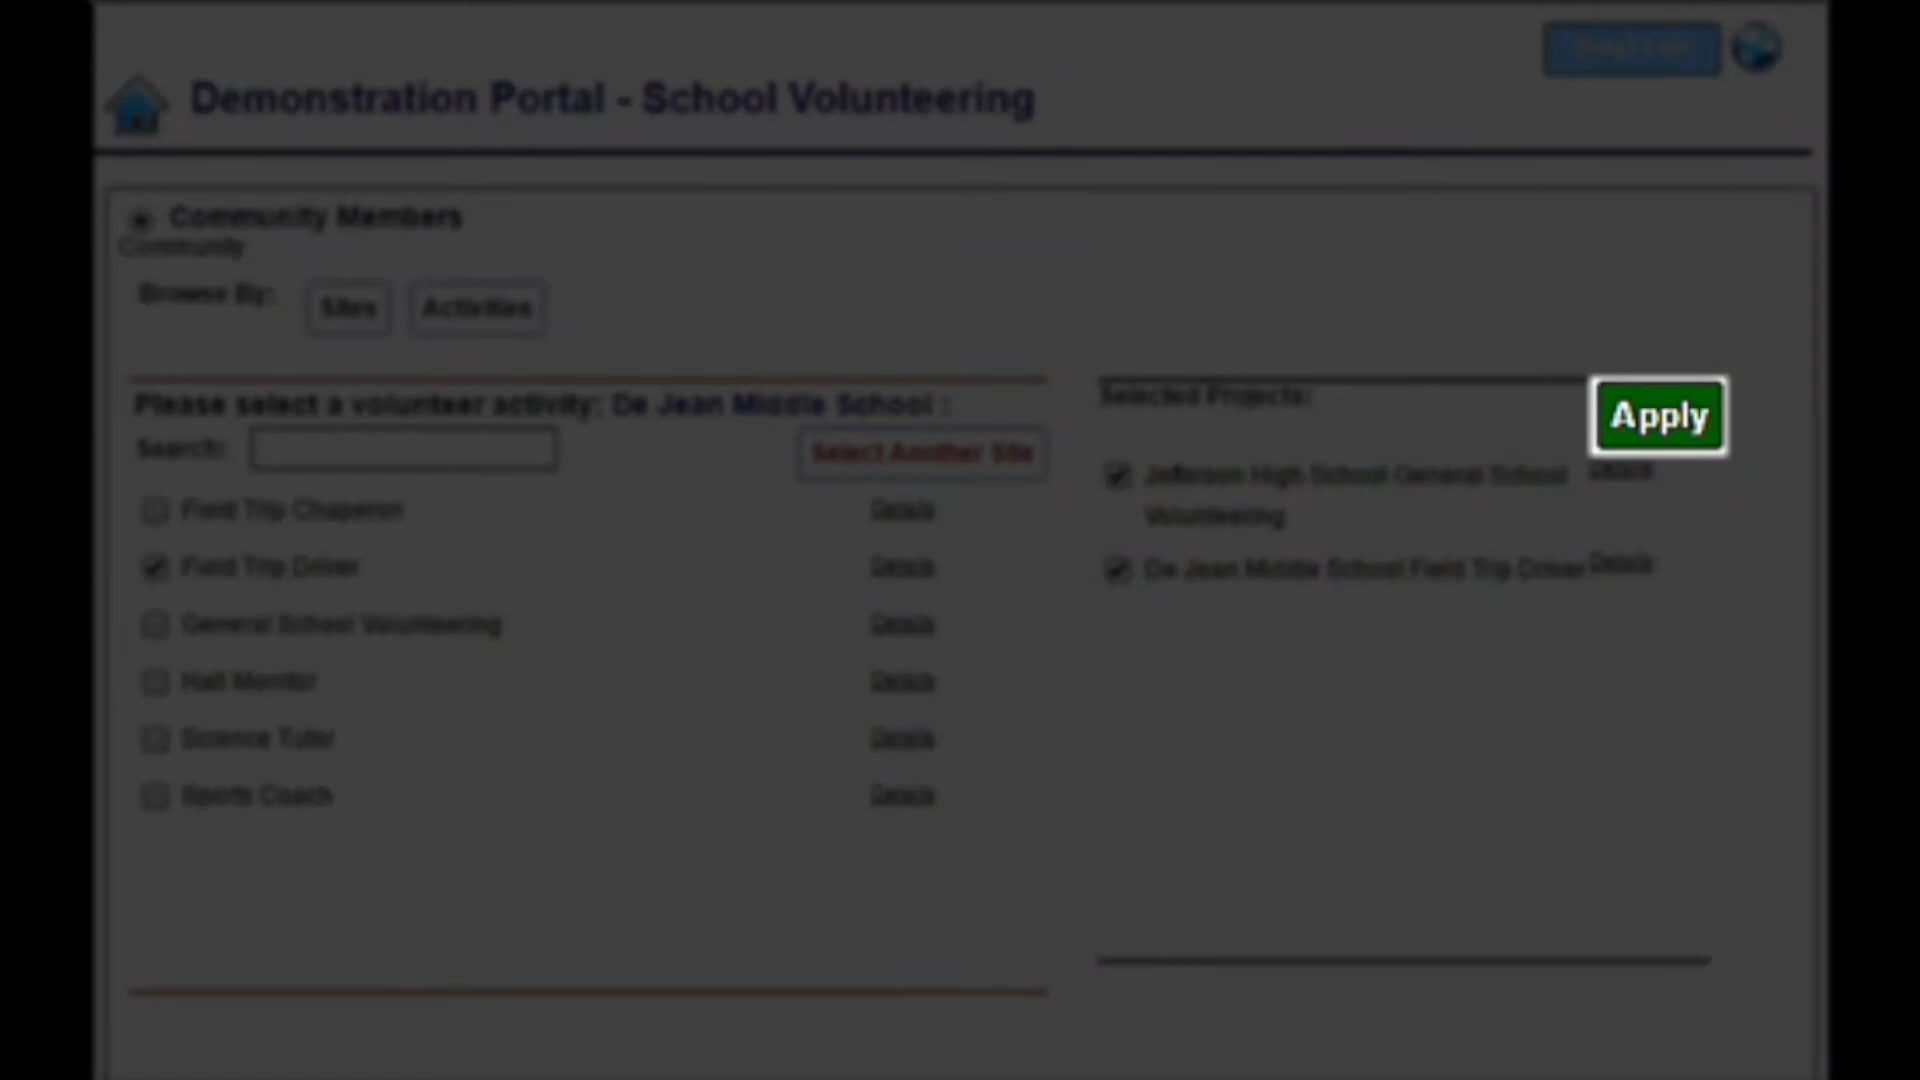 Demonstration Portal - School Volunteering
Community Members
Community
Browse By: Sites Activities
Please select a volunteer activity: De Jean Middle School :
Search: Select Another Site
Field Trip Chaperon Details
Field Trip Driver Details
General School Volunteering Details
Hall Monitor Details
Science Tutor Details
Sports Coach Details
Selected Projects: Apply
Jefferson High School General School Details
Volunteering
De Jean Middle School Field Trip Driver Details